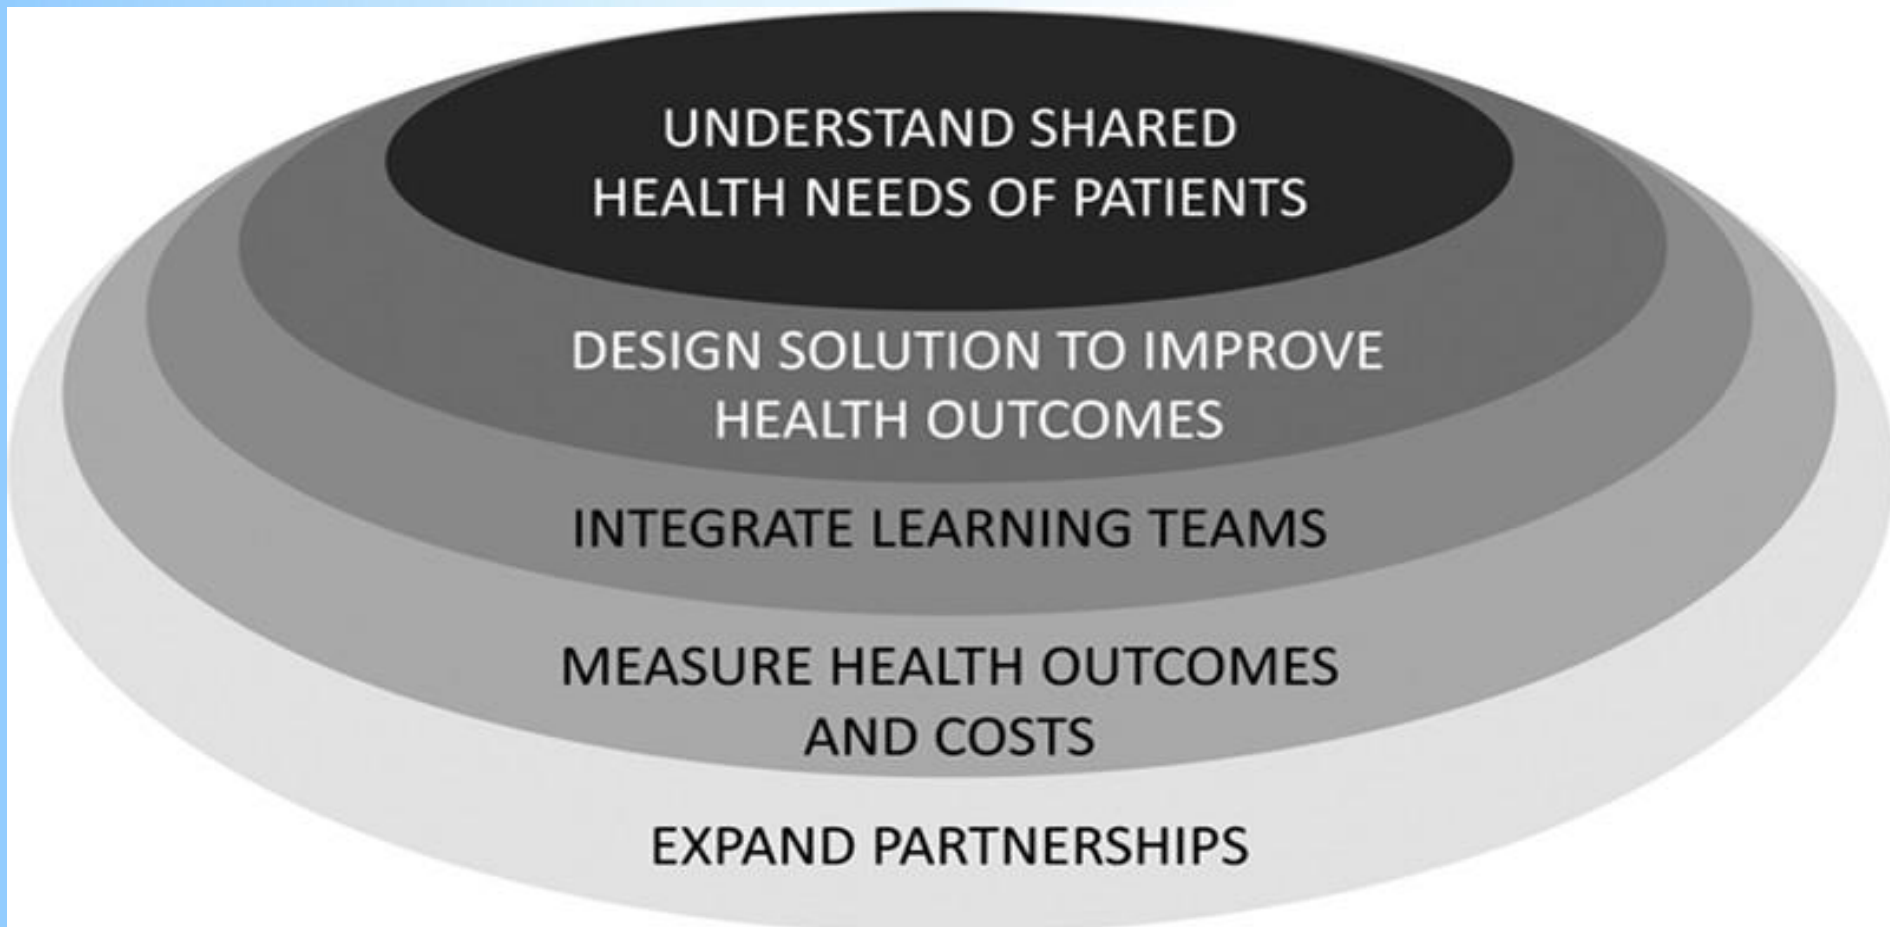 UNDERSTAND SHARED
HEALTH NEEDS OF PATIENTS
DESIGN SOLUTION TO IMPROVE
HEALTH OUTCOMES
INTEGRATE LEARNING TEAMS
MEASURE HEALTH OUTCOMES
AND COSTS
EXPAND PARTNERSHIPS